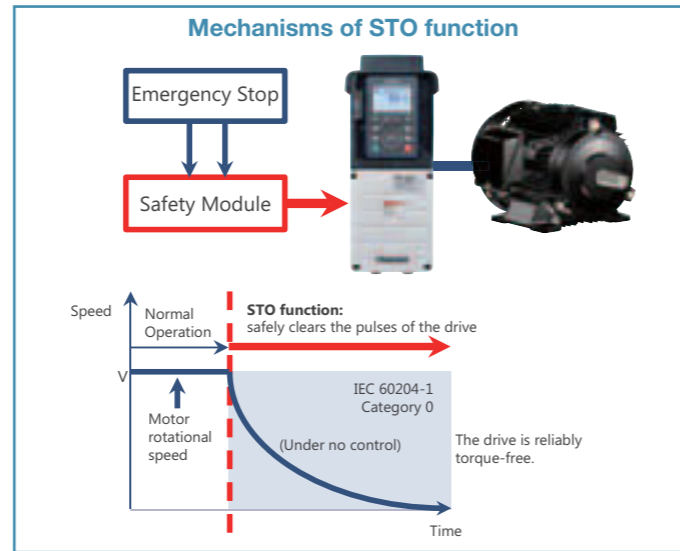 Mechanisms of STO function
Emergency Stop
Safety Module
Speed
Normal
Operation
STO function:
safely clears the pulses of the drive
V
IEC 60204-1
Category 0
Motor
rotational
speed
(Under no control)
The drive is reliably
torque-free.
Time